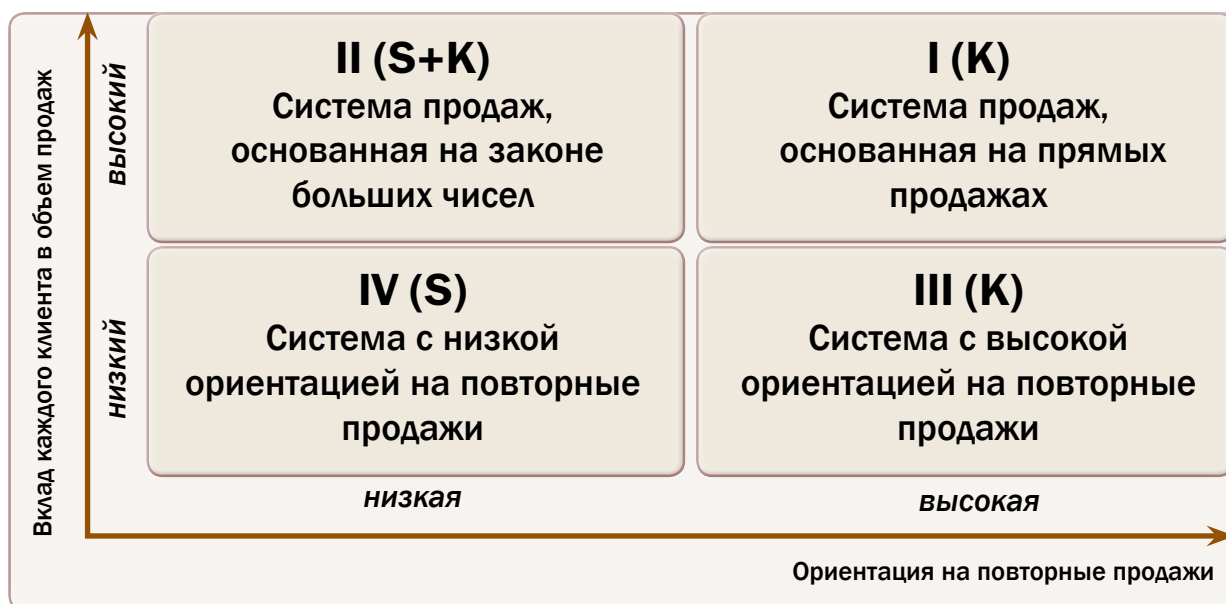 Вклад каждого клиента в объем продаж
высокий
II (S+K)
Система продаж,
основанная на законе
больших чисел
I (K)
Система продаж,
основанная на прямых
продажах
низкий
IV (S)
Система с низкой
ориентацией на повторные
продажи
III (K)
Система с высокой
ориентацией на повторные
продажи
низкая
высокая
Ориентация на повторные продажи